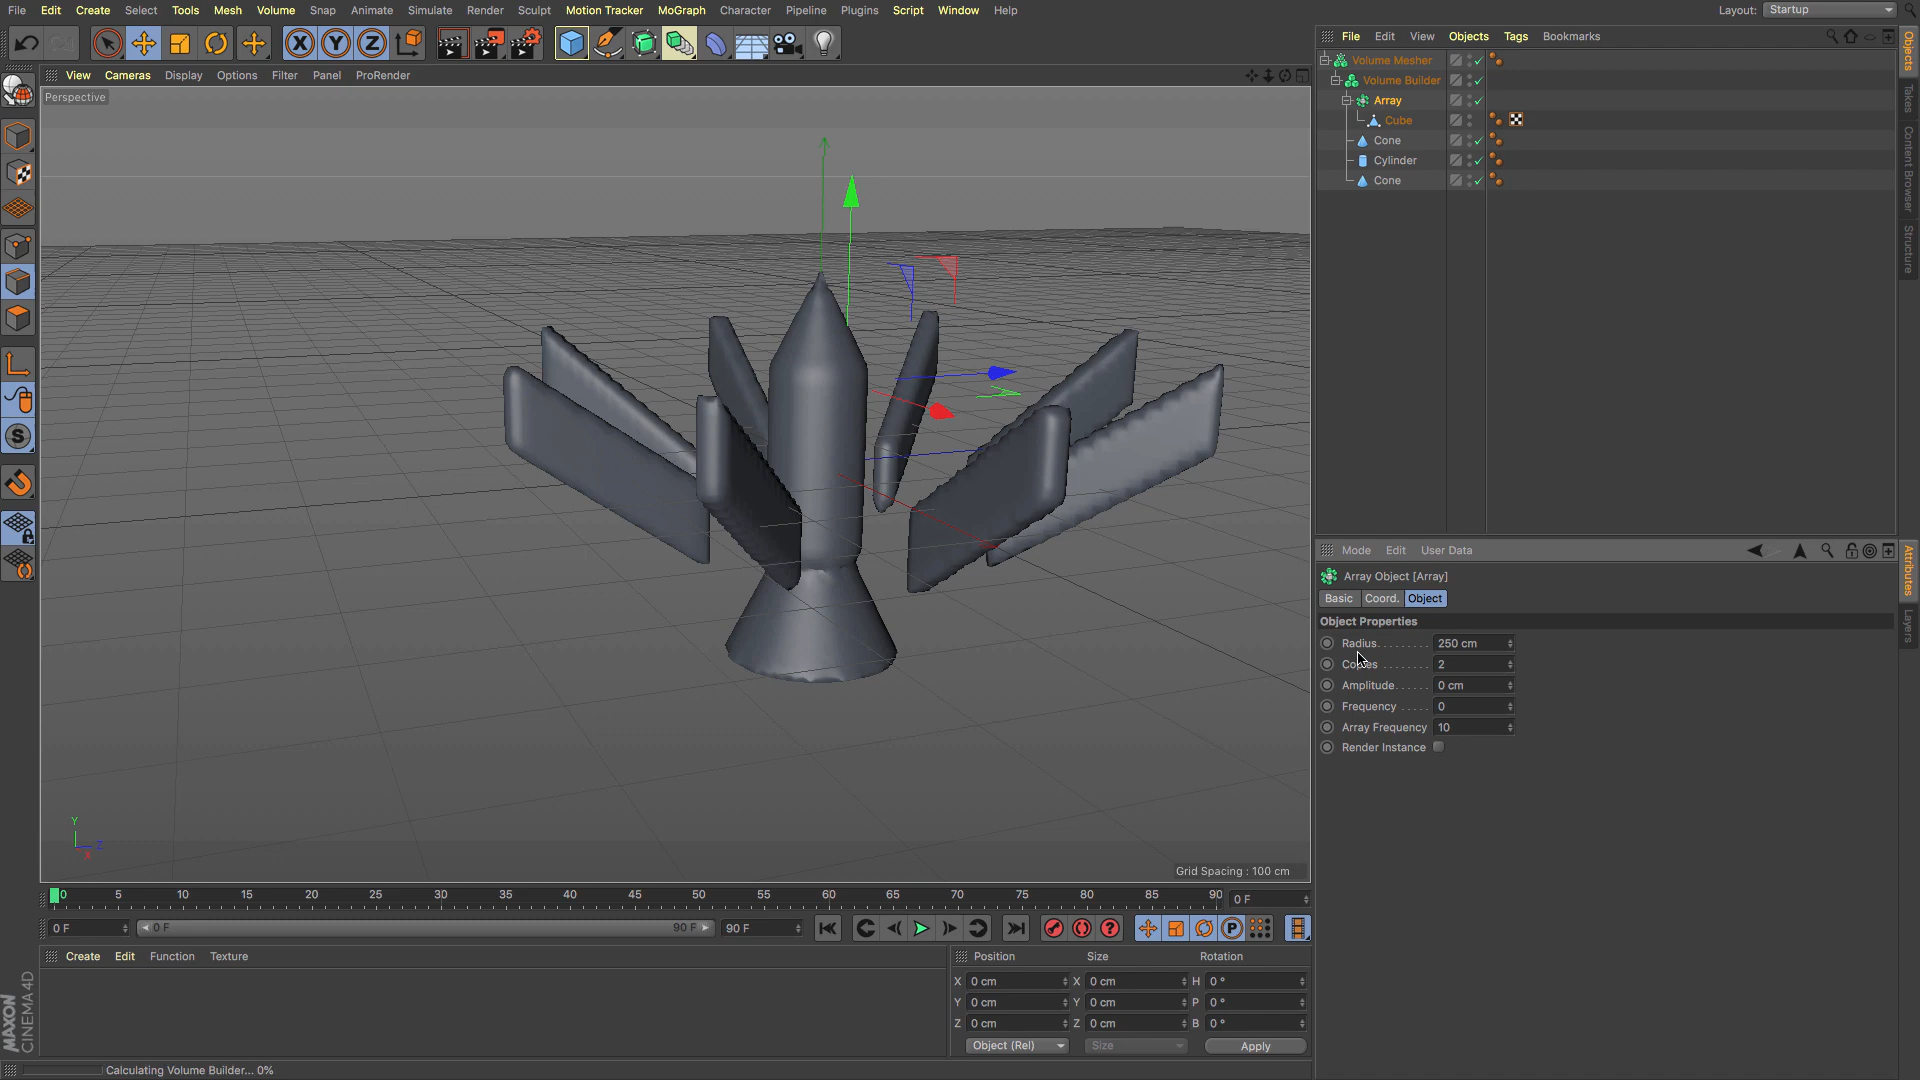 File Edit Create Select Tools Mesh Volume Snap Animate Simulate Render Sculpt Motion Tracker MoGraph Character Pipeline Plugins Script Window Help
Layout: Startup
View Cameras Display Options Filter Panel ProRender
Perspective
Grid Spacing : 100 cm
Y
Z
X
File Edit View Objects Tags Bookmarks
Volume Mesher
Volume Builder
Array
Cube
Cone
Cylinder
Cone
Objects
Takes
Content Browser
Structure
Mode Edit User Data
Array Object [Array]
Basic Coord. Object
Object Properties
Radius. . . . . . . . 250 cm
Copies . . . . . . . 2
Amplitude. . . . . . 0 cm
Frequency . . . . . 0
Array Frequency 10
Render Instance
Attributes
Layers
0 5 10 15 20 25 30 35 40 45 50 55 60 65 70 75 80 85 90 0 F
0 F 0 F 90 F 90 F
Create Edit Function Texture
Position Size Rotation
X 0 cm X 0 cm H 0 °
Y 0 cm Y 0 cm P 0 °
Z 0 cm Z 0 cm B 0 °
Object (Rel) Size Apply
MAXON
CINEMA 4D
Calculating Volume Builder... 0%